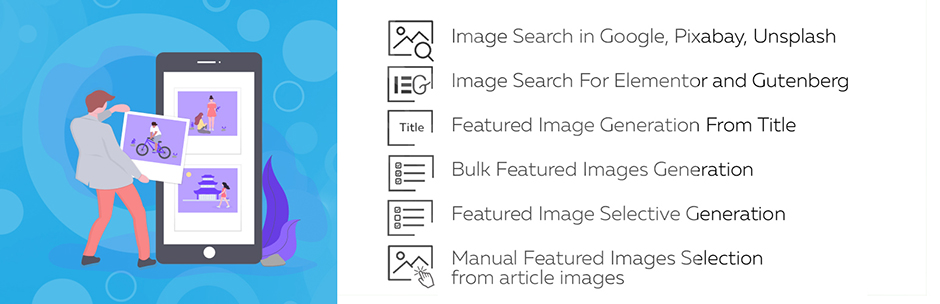 Image Search in Google, Pixabay, Unsplash
IEG
Image Search For Elementor and Gutenberg
Title
Featured Image Generation From Title
Bulk Featured Images Generation
Featured Image Selective Generation
Manual Featured Images Selection
from article images